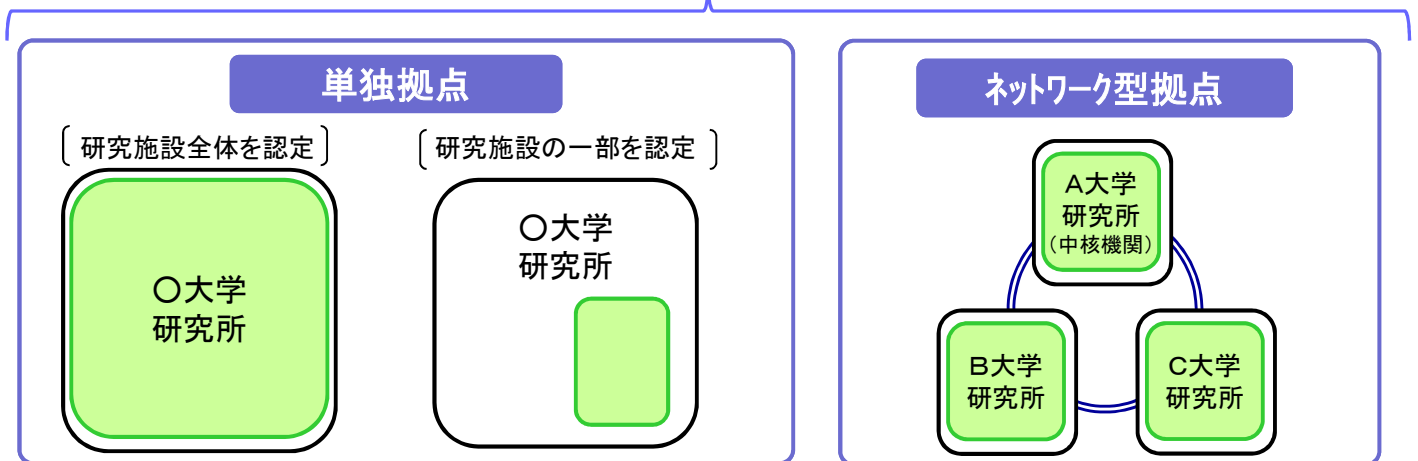 単独拠点
研究施設全体を認定
研究施設の一部を認定
〇大学
研究所
〇大学
研究所
ネットワーク型拠点
A大学
研究所
（中核機関）
B大学
研究所
C大学
研究所